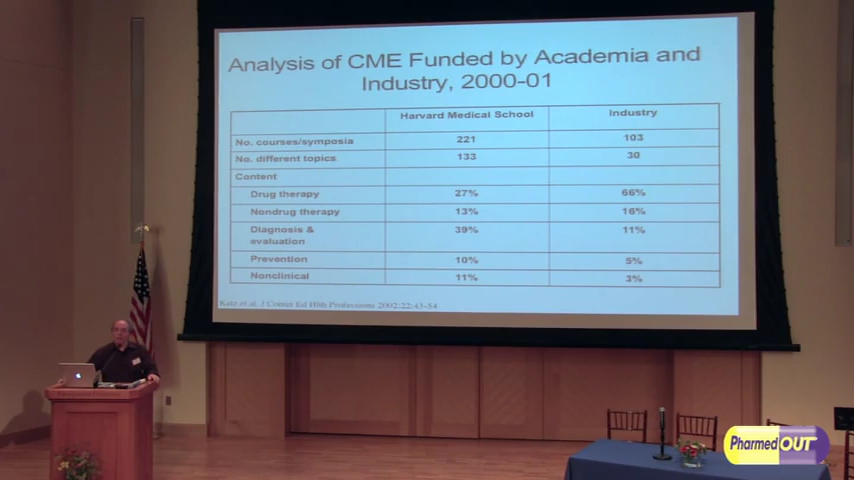 Analysis of CME Funded by Academia and
Industry, 2000-01
Harvard Medical School Industry
No. courses/symposia 221 103
No. different topics 133 30
Content
Drug therapy 27% 66%
Nondrug therapy 13% 16%
Diagnosis &
evaluation 39% 11%
Prevention 10% 5%
Nonclinical 11% 3%
Katz et al. J Contin Ed Hlth Professions 2002;22:43-54
PharmedOUT